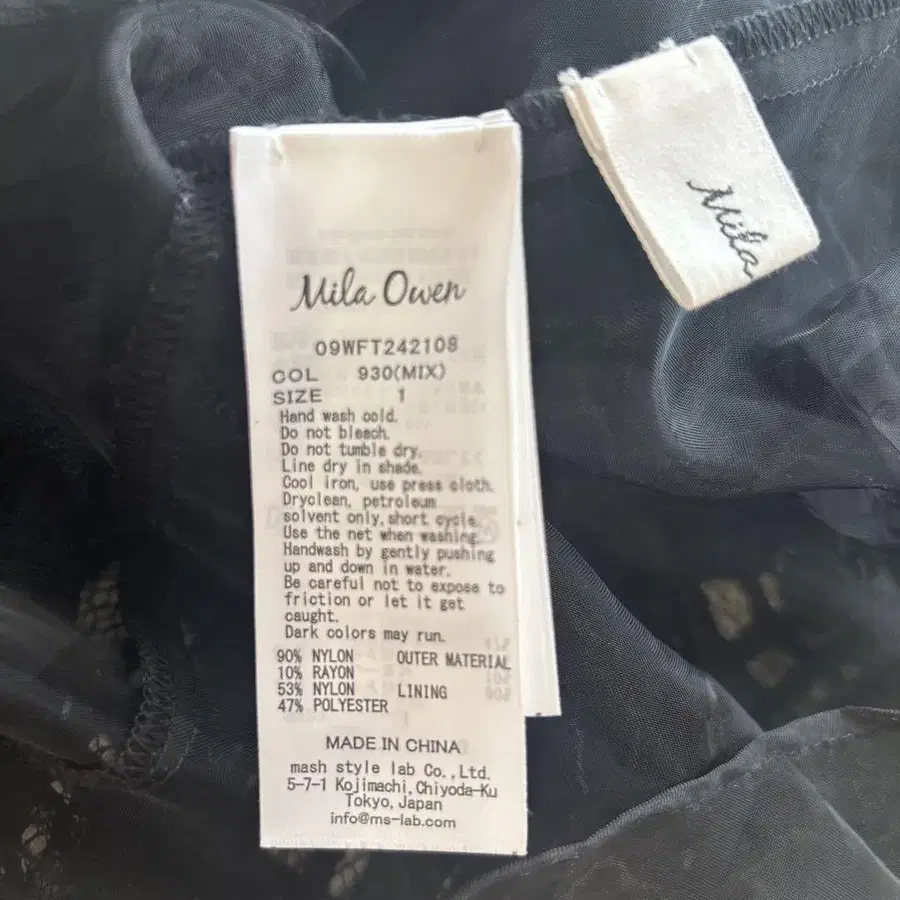 Mila Owen
09WFT242108
COL 930(MIX)
SIZE 1
Hand wash cold.
Do not bleach.
Do not tumble dry.
Line dry in shade.
Cool iron, use press cloth.
Dryclean, petroleum
solvent only, short cycle.
Use the net when washing.
Handwash by gently pushing
up and down in water.
Be careful not to expose to
friction or let it get
caught.
Dark colors may run.
90% NYLON OUTER MATERIAL
10% RAYON
53% NYLON LINING
47% POLYESTER
MADE IN CHINA
mash style lab Co.,Ltd.
5-7-1 Kojimachi,Chiyoda-Ku
Tokyo,Japan
info@ms-lab.com
Mila